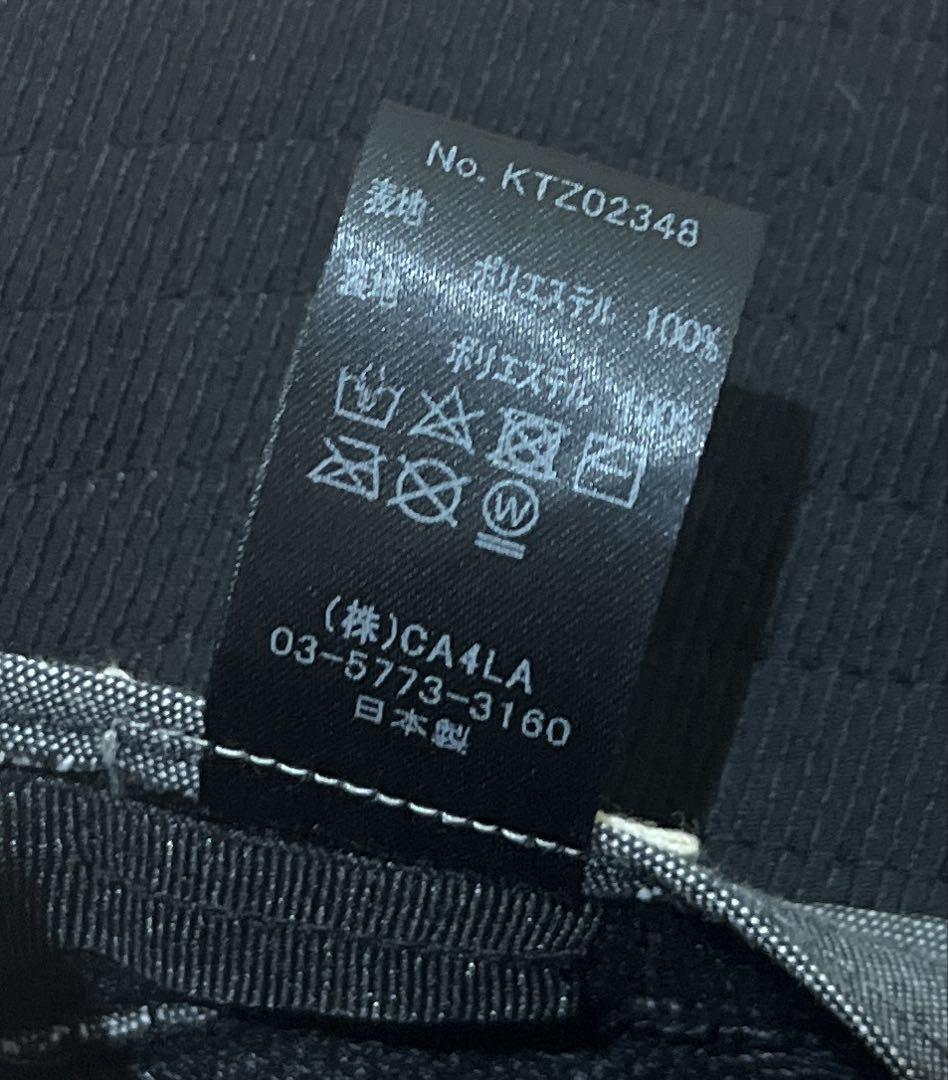 No. KTZ02348
表地
ポリエステル 100%
裏地
ポリエステル 100%
W
(株)CA4LA
03-5773-3160
日本製